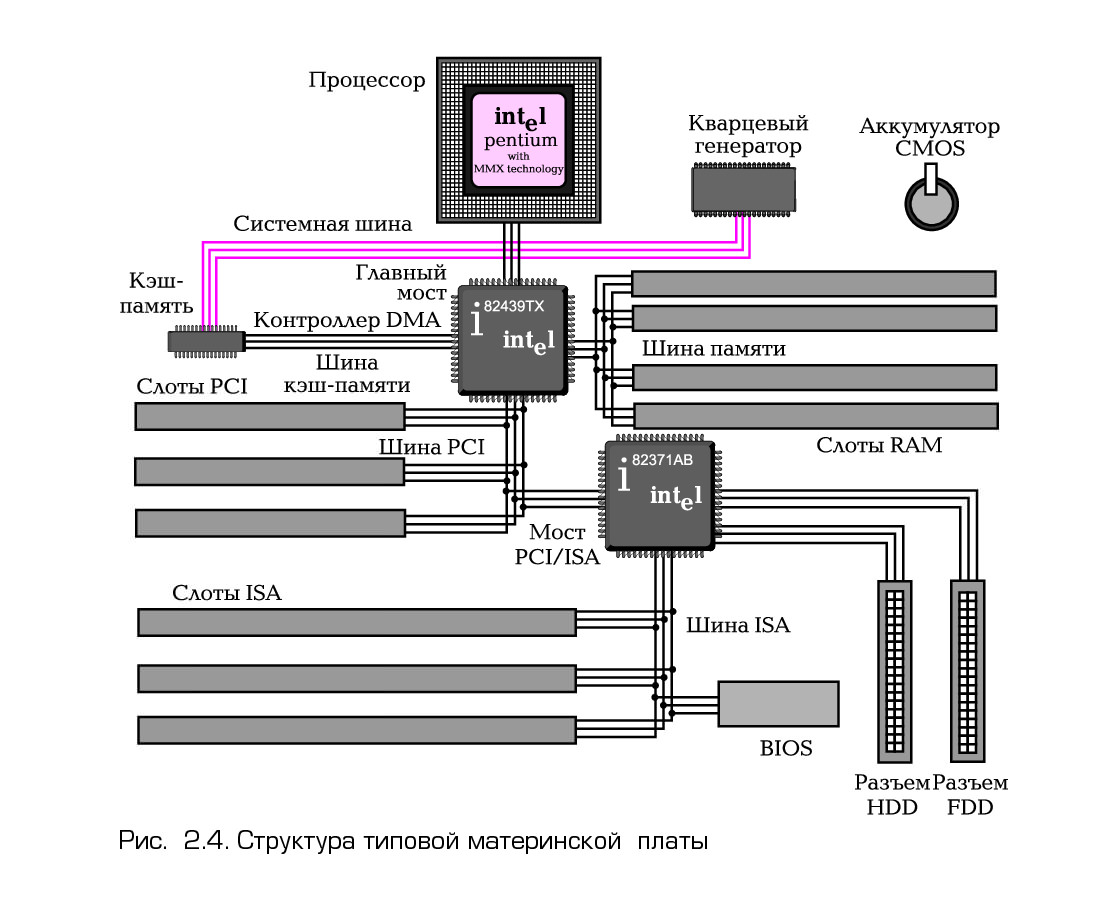 Процессор
intel
pentium
with
MMX technology
Кварцевый
генератор
Аккумулятор
CMOS
Системная шина
Кэш-
память
Главный
мост
Контроллер DMA
Шина
кэш-памяти
i 82439TX
intel
Шина памяти
Слоты PCI
Шина PCI
Слоты RAM
i 82371AB
intel
Мост
PCI/ISA
Слоты ISA
Шина ISA
BIOS
Разъем
HDD
Разъем
FDD
Рис. 2.4. Структура типовой материнской платы